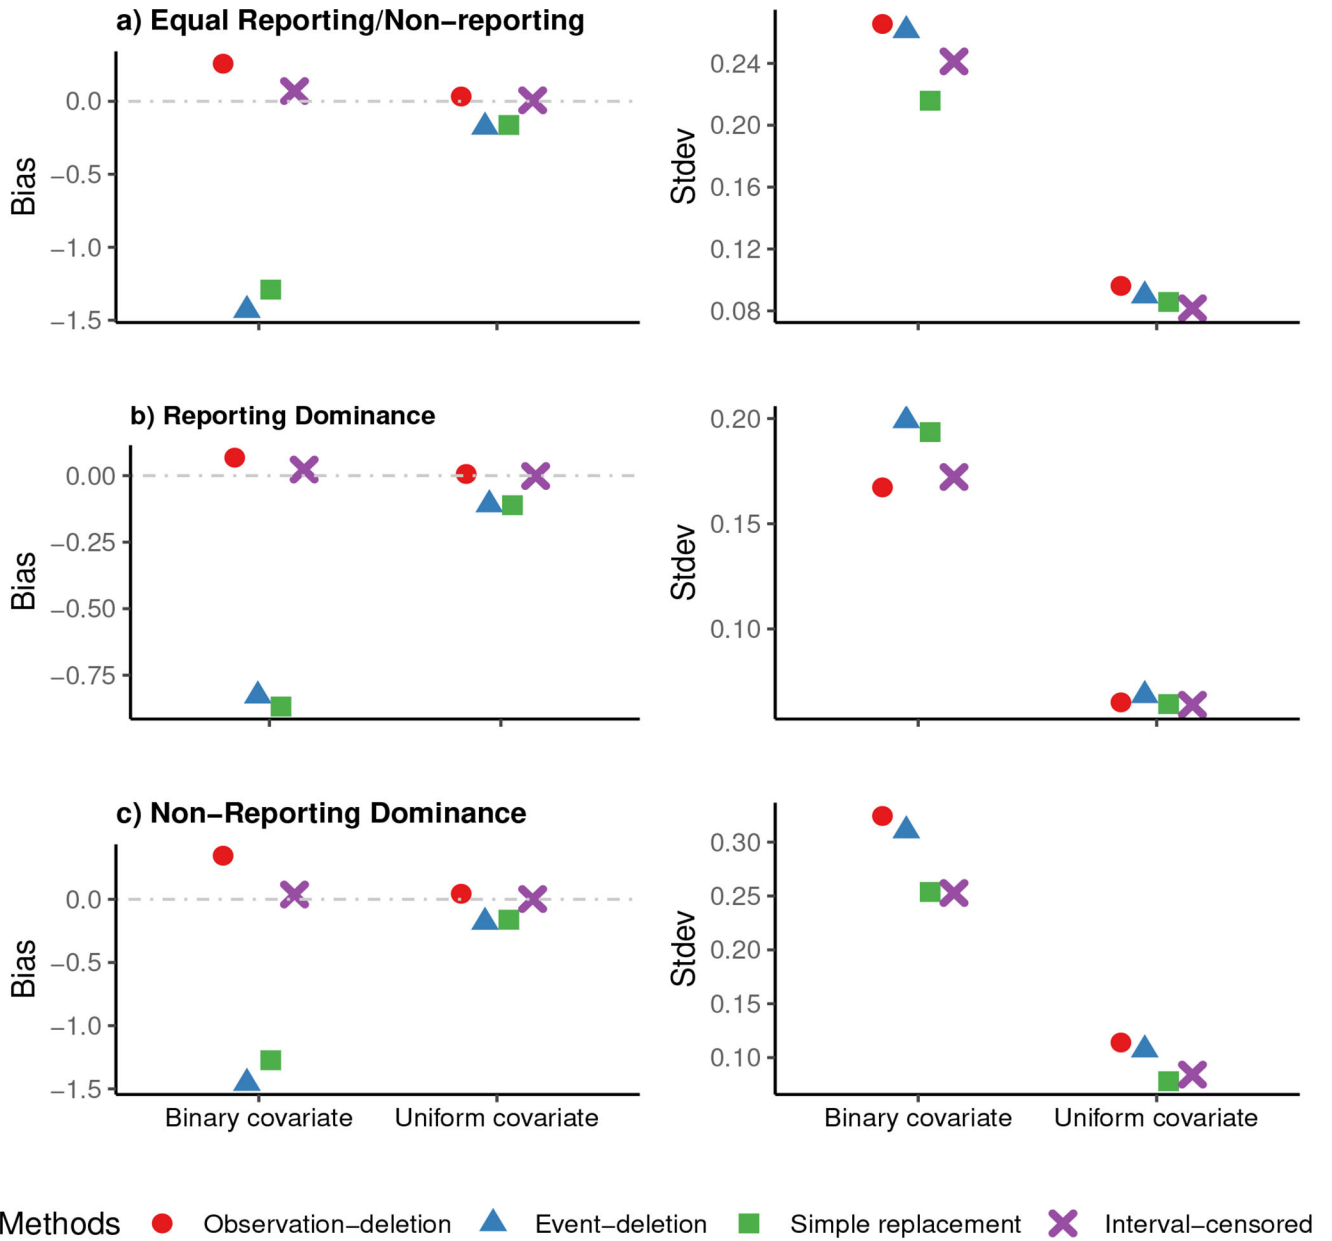 a) Equal Reporting/Non−reporting
Bias
0.0
−0.5
−1.0
−1.5
Stdev
0.24
0.20
0.16
0.12
0.08
b) Reporting Dominance
Bias
0.00
−0.25
−0.50
−0.75
Stdev
0.20
0.15
0.10
c) Non−Reporting Dominance
Bias
0.0
−0.5
−1.0
−1.5
Binary covariate Uniform covariate
Stdev
0.30
0.25
0.20
0.15
0.10
Binary covariate Uniform covariate
Methods Observation−deletion Event−deletion Simple replacement Interval−censored